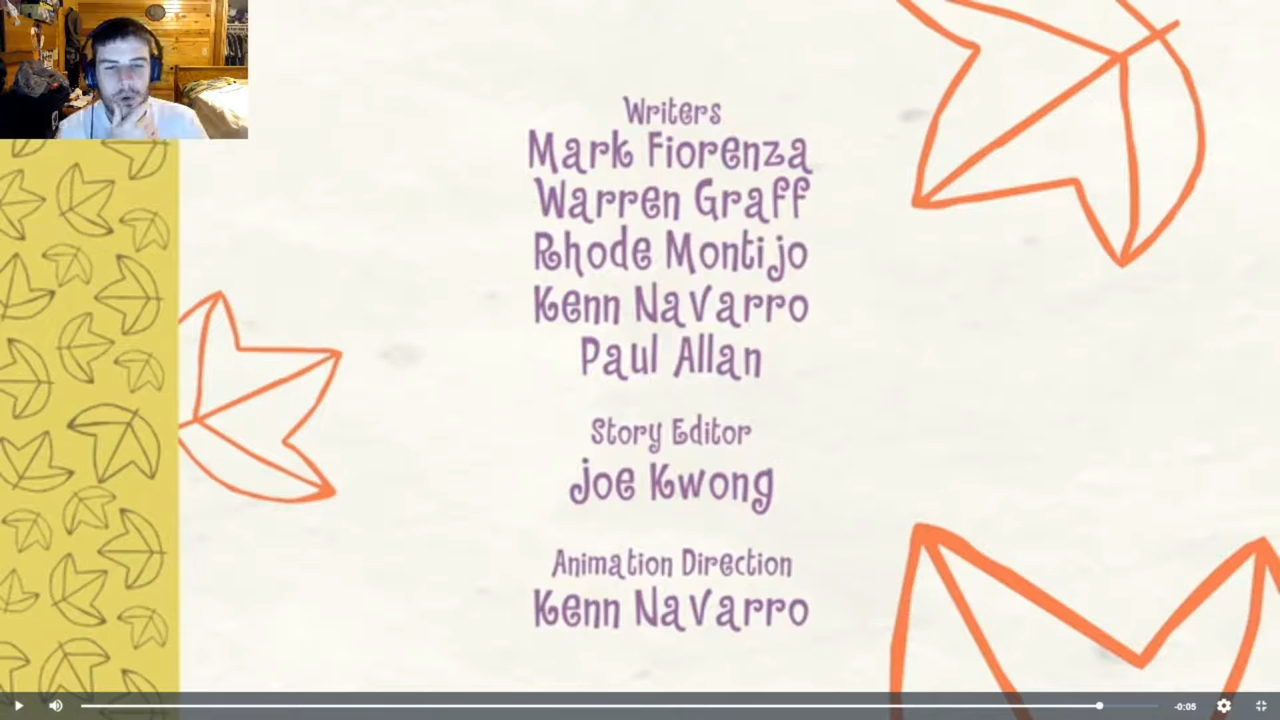 Writers
Mark Fiorenza
Warren Graff
Rhode Montijo
Kenn Navarro
Paul Allan
Story Editor
Joe Kwong
Animation Direction
Kenn Navarro
-0:05